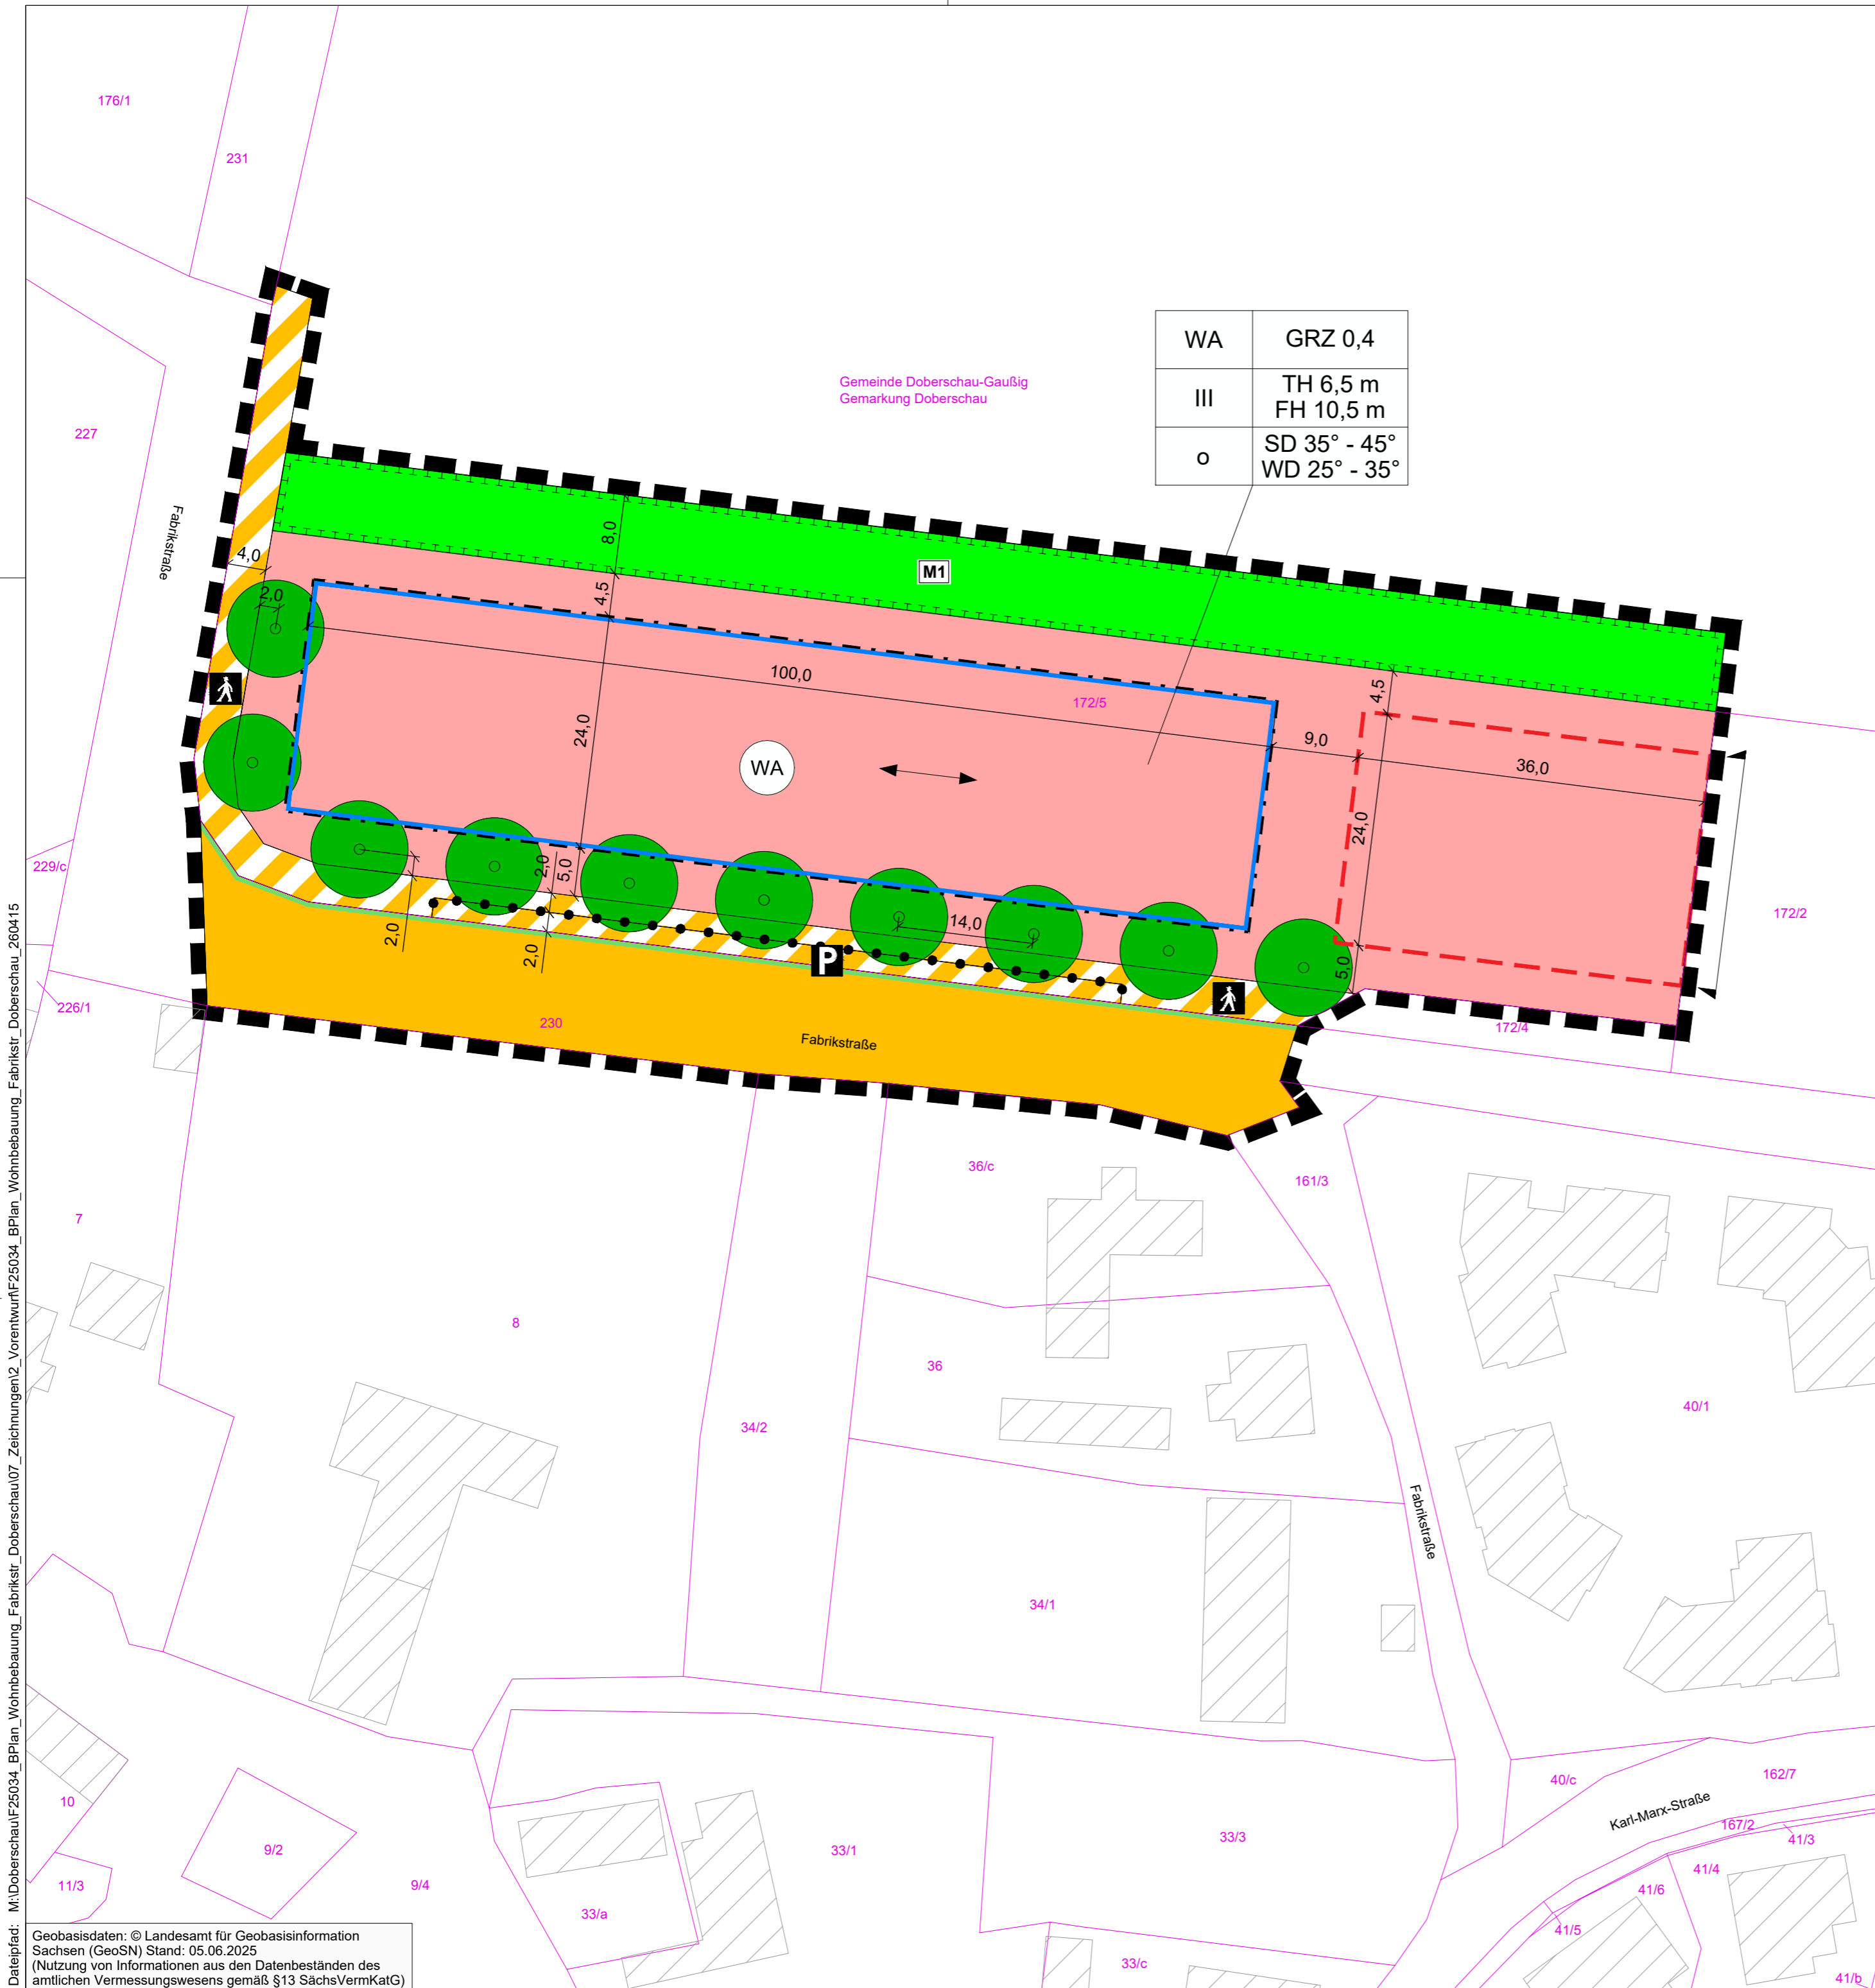 176/1
231
227
Fabrikstraße
Gemeinde Doberschau-Gaußig
Gemarkung Doberschau
WA
GRZ 0,4
III
TH 6,5 m
FH 10,5 m
o
SD 35° - 45°
WD 25° - 35°
8,0
4,0
4,5
M1
2,0
100,0
172/5
4,5
24,0
9,0
36,0
WA
24,0
2,0
5,0
14,0
2,0
2,0
P
5,0
229/c
172/2
226/1
230
Fabrikstraße
172/4
36/c
161/3
7
8
36
34/2
40/1
Fabrikstraße
34/1
10
9/2
11/3
9/4
33/1
33/a
33/3
33/c
40/c
162/7
Karl-Marx-Straße
167/2
41/3
41/4
41/6
41/5
41/b
Geobasisdaten: © Landesamt für Geobasisinformation
Sachsen (GeoSN) Stand: 05.06.2025
(Nutzung von Informationen aus den Datenbeständen des
amtlichen Vermessungswesens gemäß §13 SächsVermKatG)
Dateipfad: M:\Doberschau\F25034_BPlan_Wohnbebauung_Fabrikstr_Doberschau\07_Zeichnungen\2_Vorentwurf\F25034_BPlan_Wohnbebauung_Fabrikstr_Doberschau_260415